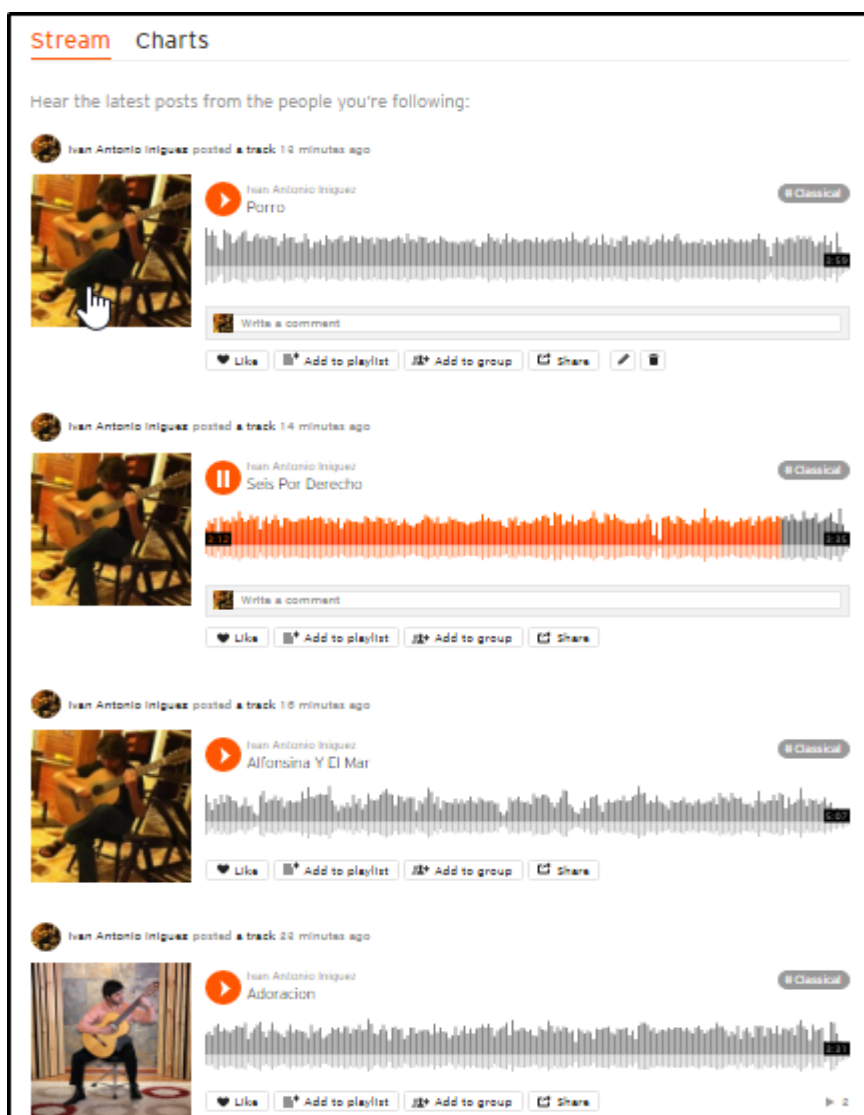 Stream Charts
Hear the latest posts from the people you're following:
Ivan Antonio Iniguez posted a track minutes ago
Ivan Antonio Iniguez
# Classical
Porro
3:59
Write a comment
Like Add to playlist Add to group Share
Ivan Antonio Iniguez posted a track 14 minutes ago
Ivan Antonio Iniguez
# Classical
Seis Por Derecho
3:12 3:35
Write a comment
Like Add to playlist Add to group Share
Ivan Antonio Iniguez posted a track 16 minutes ago
Ivan Antonio Iniguez
# Classical
Alfonsina Y El Mar
5:07
Like Add to playlist Add to group Share
Ivan Antonio Iniguez posted a track minutes ago
Ivan Antonio Iniguez
# Classical
Adoracion
Like Add to playlist Add to group Share
2